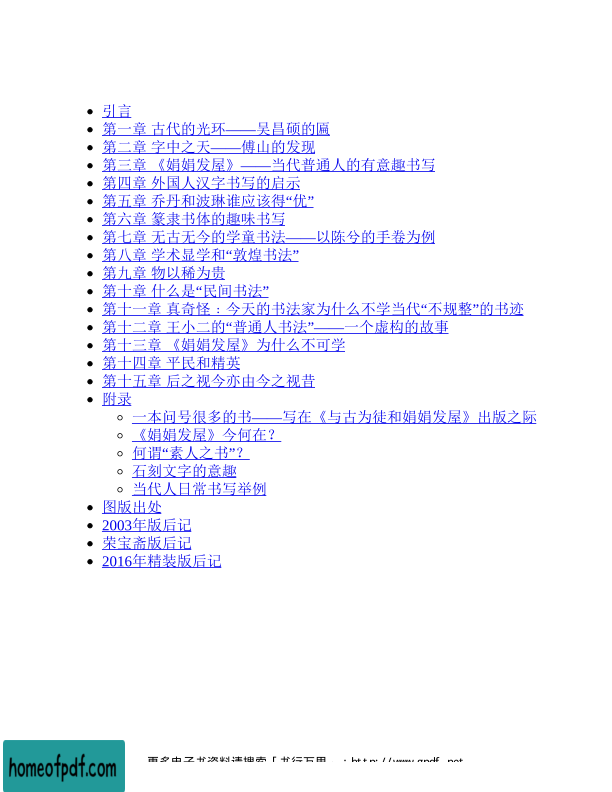 引言
第一章 古代的光环——吴昌硕的匾
第二章 字中之天——傅山的发现
第三章 《娟娟发屋》——当代普通人的有意趣书写
第四章 外国人汉字书写的启示
第五章 乔丹和波琳谁应该得“优”
第六章 篆隶书体的趣味书写
第七章 无古无今的学童书法——以陈兮的手卷为例
第八章 学术显学和“敦煌书法”
第九章 物以稀为贵
第十章 什么是“民间书法”
第十一章 真奇怪：今天的书法家为什么不学当代“不规整”的书迹
第十二章 王小二的“普通人书法”——一个虚构的故事
第十三章 《娟娟发屋》为什么不可学
第十四章 平民和精英
第十五章 后之视今亦由今之视昔
附录
一本问号很多的书——写在《与古为徒和娟娟发屋》出版之际
《娟娟发屋》今何在？
何谓“素人之书”？
石刻文字的意趣
当代人日常书写举例
图版出处
2003年版后记
荣宝斋版后记
2016年精装版后记
更多电子书资料请搜索「书行万里
homeofpdf.com